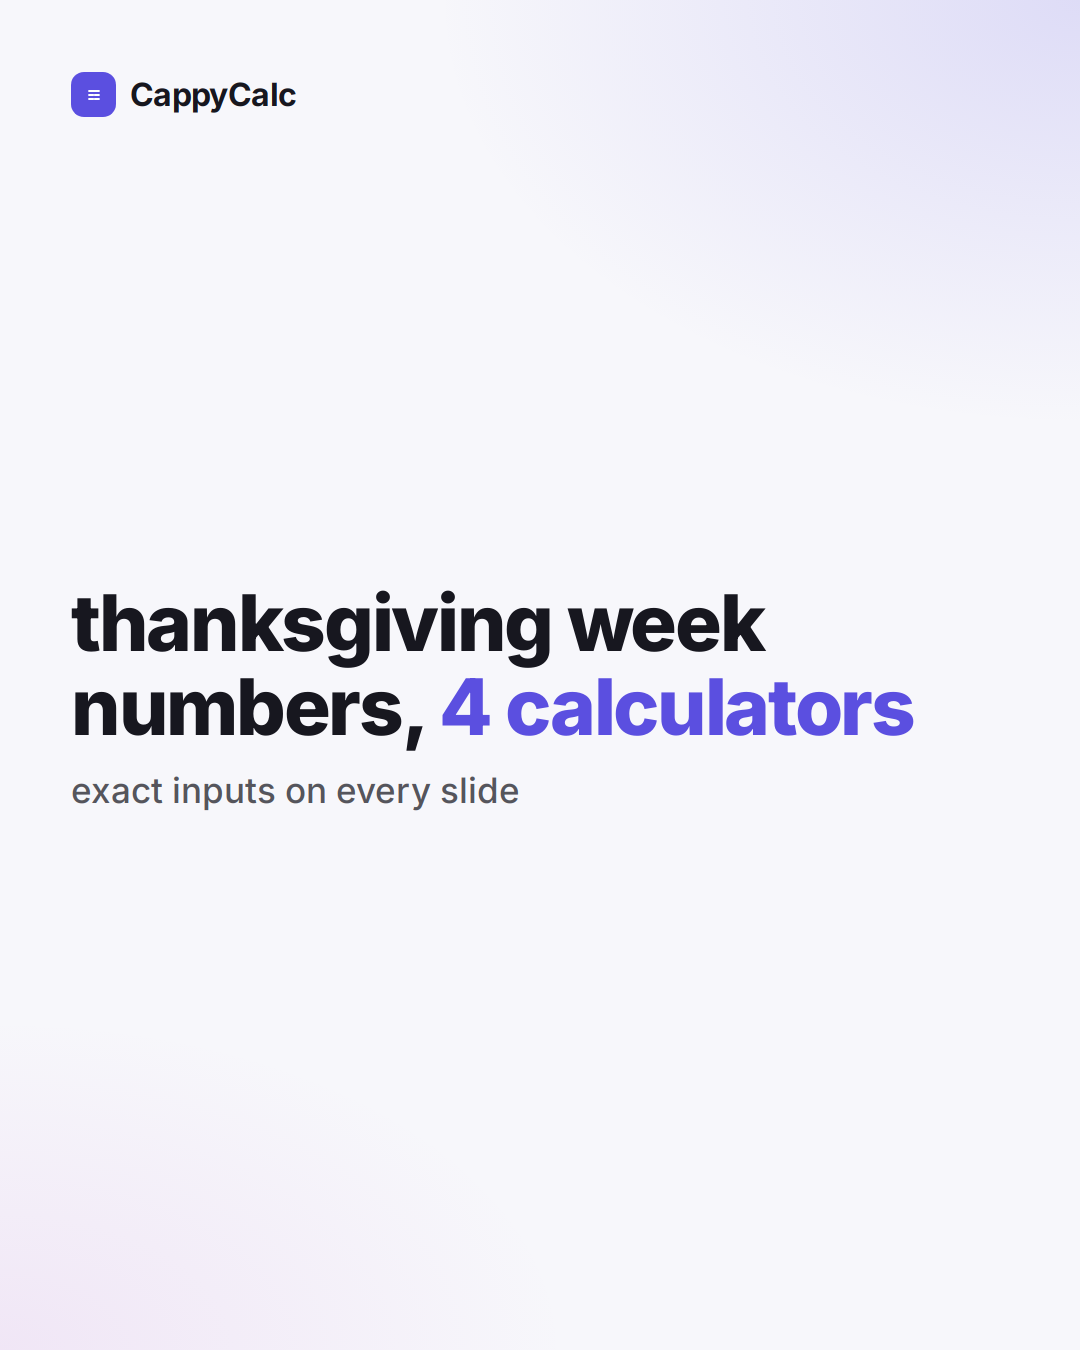 CappyCalc
thanksgiving week
numbers, 4 calculators
exact inputs on every slide